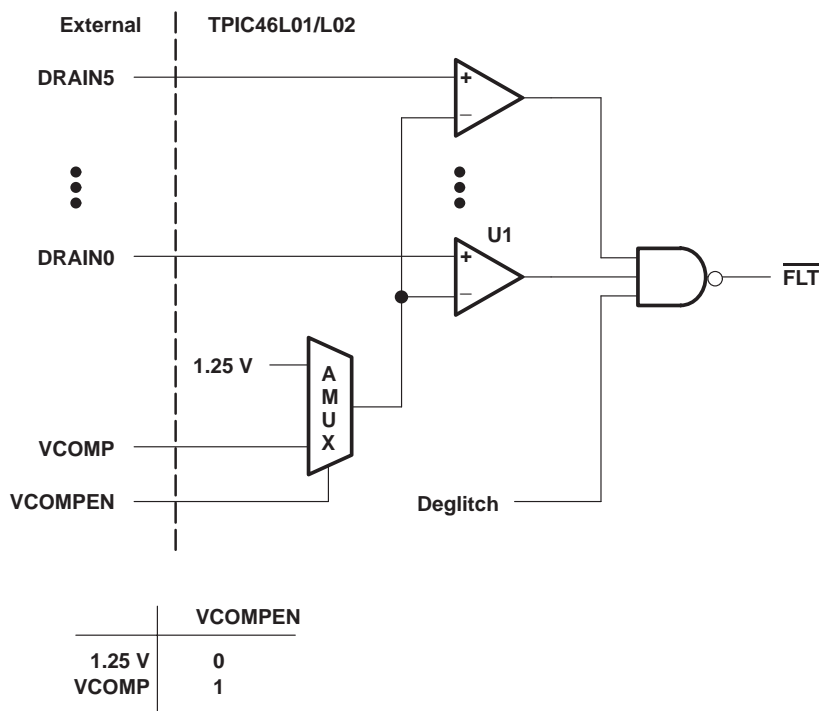 External TPIC46L01/L02
DRAIN5
+
–
U1
DRAIN0
+
–
FLT
1.25 V
A
M
U
X
VCOMP
VCOMPEN
Deglitch
VCOMPEN
1.25 V 0
VCOMP 1